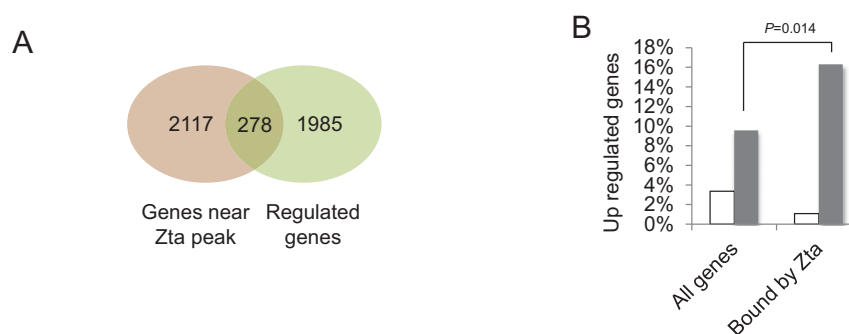 A
2117 278 1985
Genes near
Zta peak
Regulated
genes
B
P=0.014
Up regulated genes
18%
16%
14%
12%
10%
8%
6%
4%
2%
0%
All genes
Bound by Zta